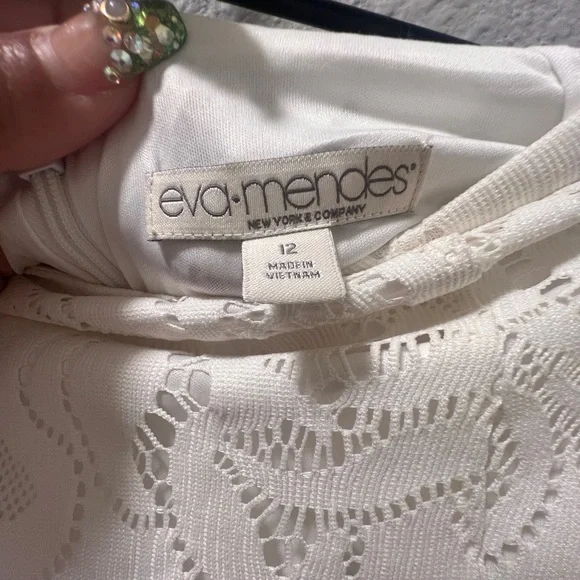 eva·mendes®
NEW YORK & COMPANY
12
MADE IN
VIETNAM